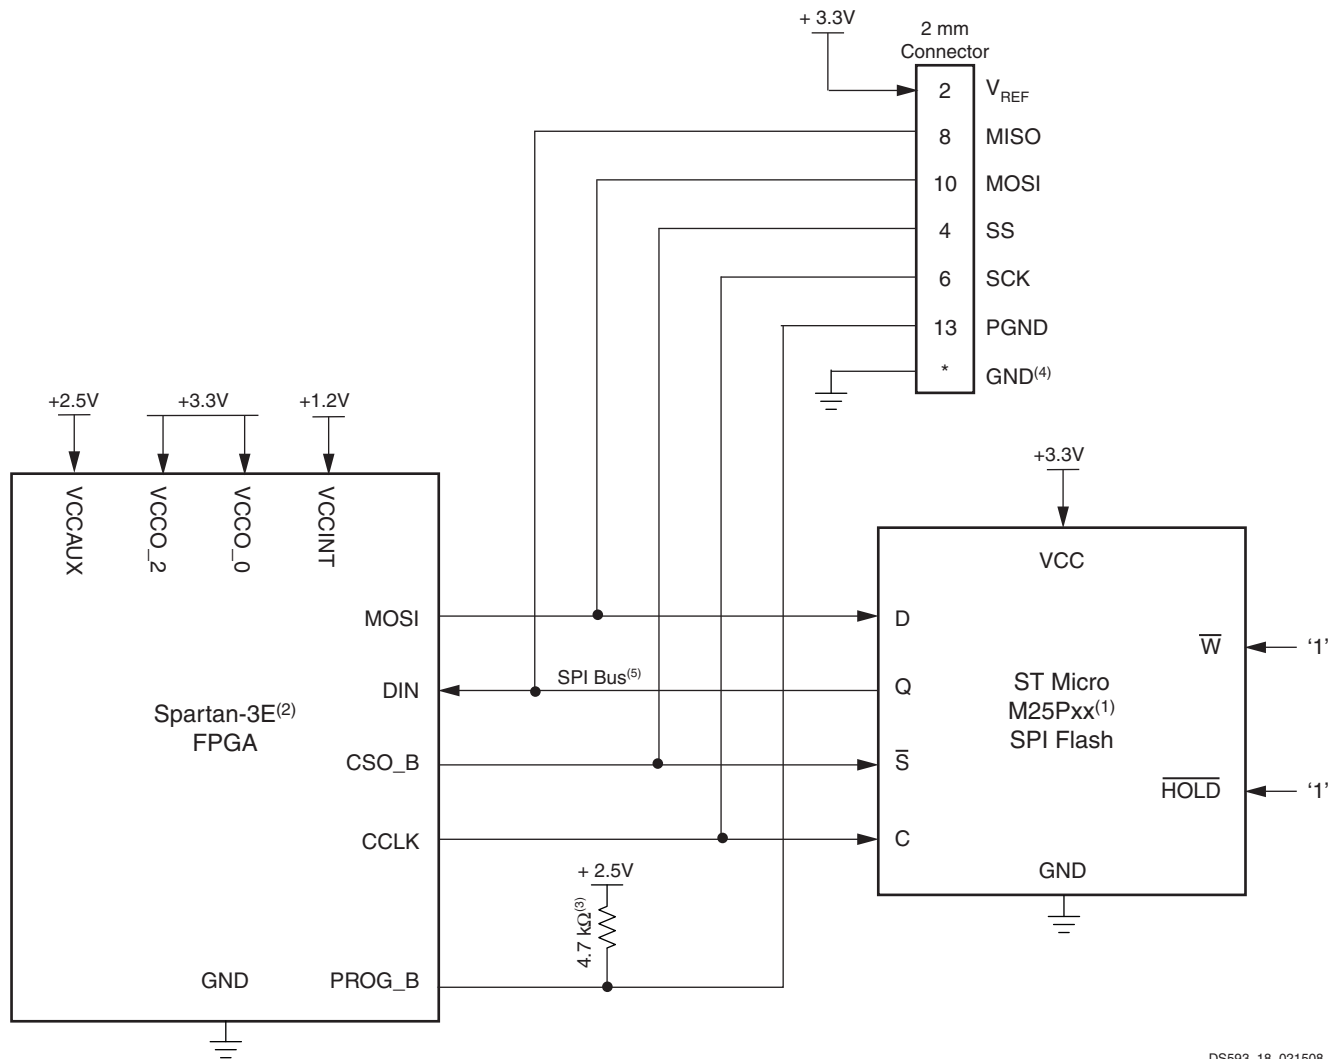 + 3.3V
2 mm
Connector
2 VREF
8 MISO
10 MOSI
4 SS
6 SCK
13 PGND
* GND(4)
+2.5V
+3.3V
+1.2V
VCCAUX
VCCO_2
VCCO_0
VCCINT
MOSI
DIN
CSO_B
CCLK
PROG_B
GND
Spartan-3E(2)
FPGA
SPI Bus(5)
+ 2.5V
4.7 kΩ(3)
+3.3V
VCC
D
Q
S̅
C
W̅
'1'
H̅O̅L̅D̅
'1'
ST Micro
M25Pxx(1)
SPI Flash
GND
DS593_18_021508